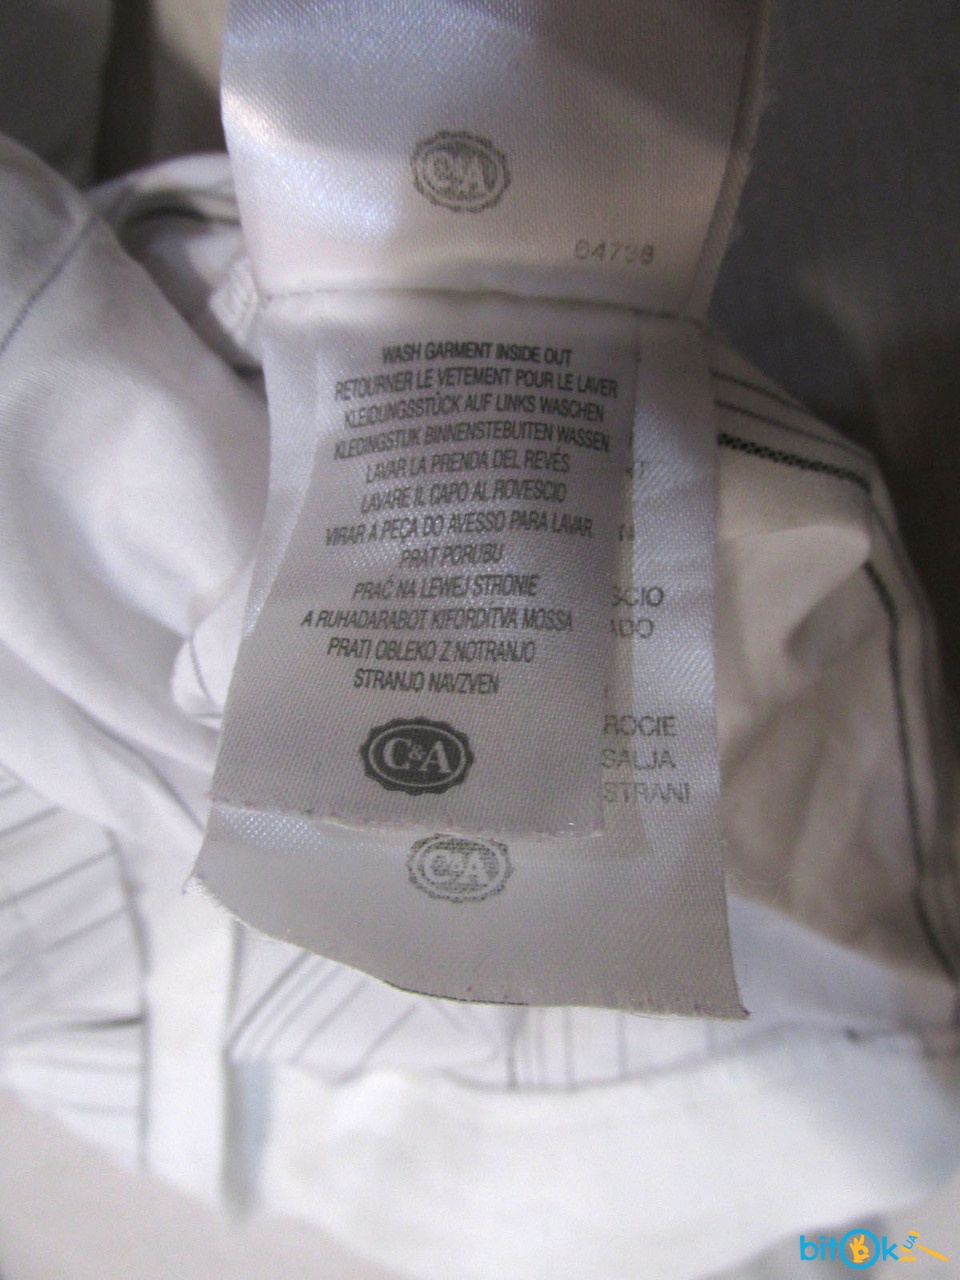 C&A
64738
WASH GARMENT INSIDE OUT
RETOURNER LE VETEMENT POUR LE LAVER
KLEIDUNGSSTÜCK AUF LINKS WASCHEN
KLEDINGSTUK BINNENSTEBUITEN WASSEN
LAVAR LA PRENDA DEL REVÉS
LAVARE IL CAPO AL ROVESCIO
VIRAR A PEÇA DO AVESSO PARA LAVAR
PRÁT PORUBU
PRAĆ NA LEWEJ STRONIE
A RUHADARABOT KIFORDÍTVA MOSSA
PRATI OBLEKO Z NOTRANJO
STRANJO NAVZVEN
C&A
SCIO
ADO
ROCIE
SALJA
STRANI
C&A
bitOk.UA